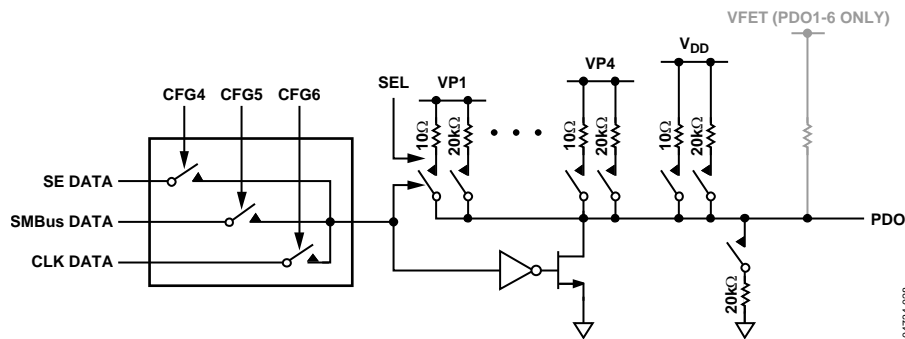 VFET (PDO1-6 ONLY)
VDD
VP4
VP1
SEL
CFG4
CFG5
CFG6
10Ω
20kΩ
10Ω
20kΩ
10Ω
20kΩ
SE DATA
SMBus DATA
CLK DATA
PDO
20kΩ